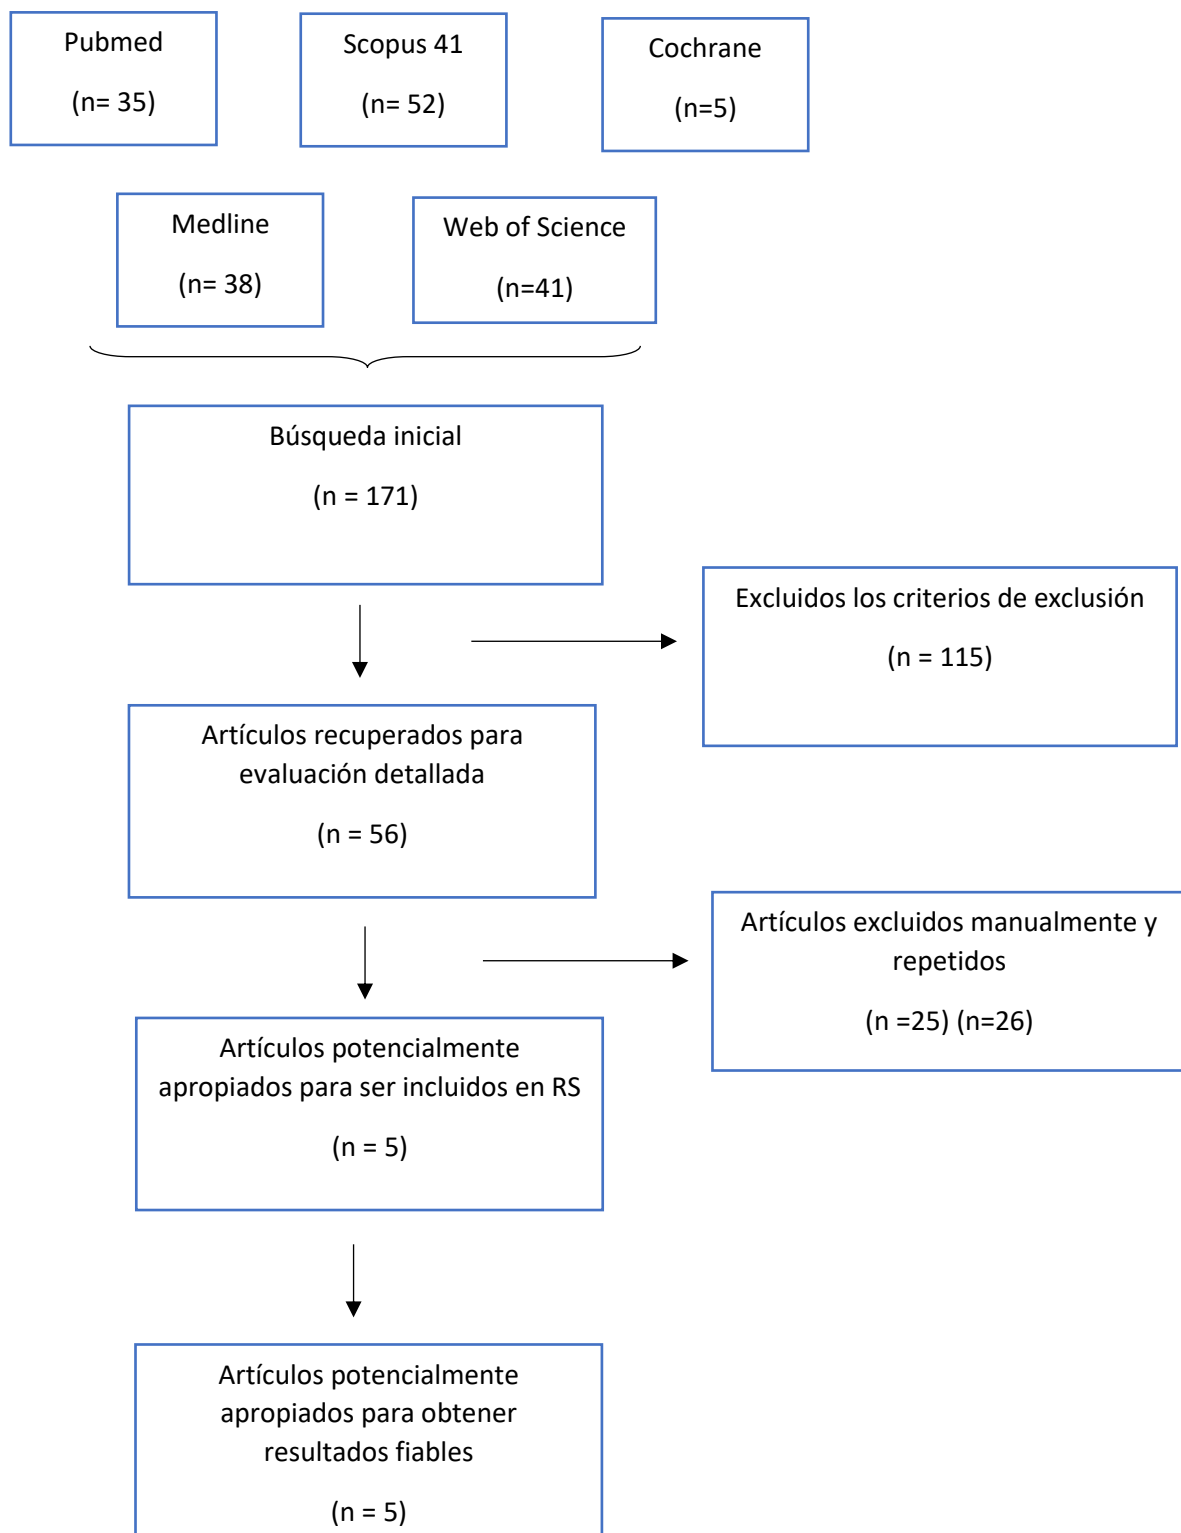 Pubmed
(n= 35)
Scopus 41
(n= 52)
Cochrane
(n=5)
Medline
(n= 38)
Web of Science
(n=41)
Búsqueda inicial
(n = 171)
Excluidos los criterios de exclusión
(n = 115)
Artículos recuperados para
evaluación detallada
(n = 56)
Artículos excluidos manualmente y
repetidos
(n =25) (n=26)
Artículos potencialmente
apropiados para ser incluidos en RS
(n = 5)
Artículos potencialmente
apropiados para obtener
resultados fiables
(n = 5)